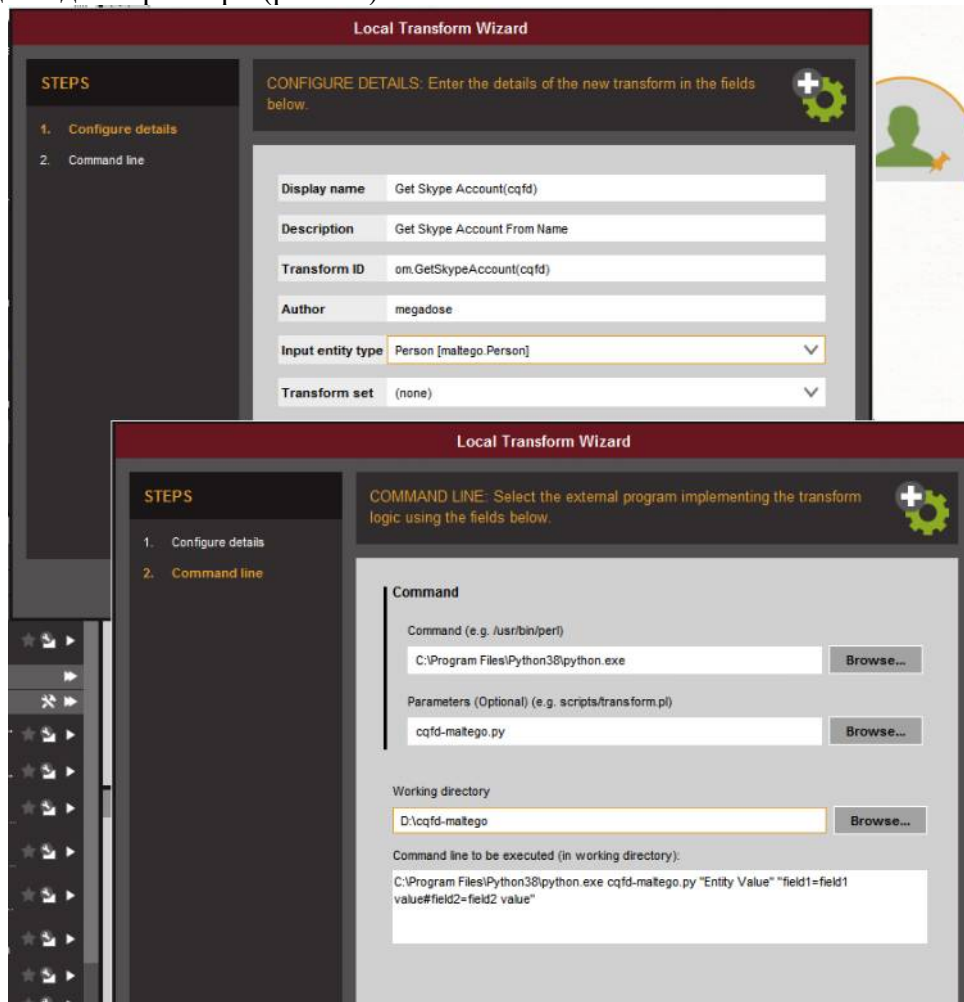 Local Transform Wizard
STEPS
CONFIGURE DETAILS: Enter the details of the new transform in the fields
below.
1. Configure details
2. Command line
Display name Get Skype Account(cqfd)
Description Get Skype Account From Name
Transform ID om.GetSkypeAccount(cqfd)
Author megadose
Input entity type Person [maltego.Person]
Transform set (none)
Local Transform Wizard
STEPS
COMMAND LINE: Select the external program implementing the transform
logic using the fields below.
1. Configure details
2. Command line
Command
Command (e.g. /usr/bin/perl)
C:\Program Files\Python38\python.exe Browse...
Parameters (Optional) (e.g. scripts/transform.pl)
cqfd-maltego.py Browse...
Working directory
D:\cqfd-maltego Browse...
Command line to be executed (in working directory):
C:\Program Files\Python38\python.exe cqfd-maltego.py "Entity Value" "field1=field1
value#field2=field2 value"